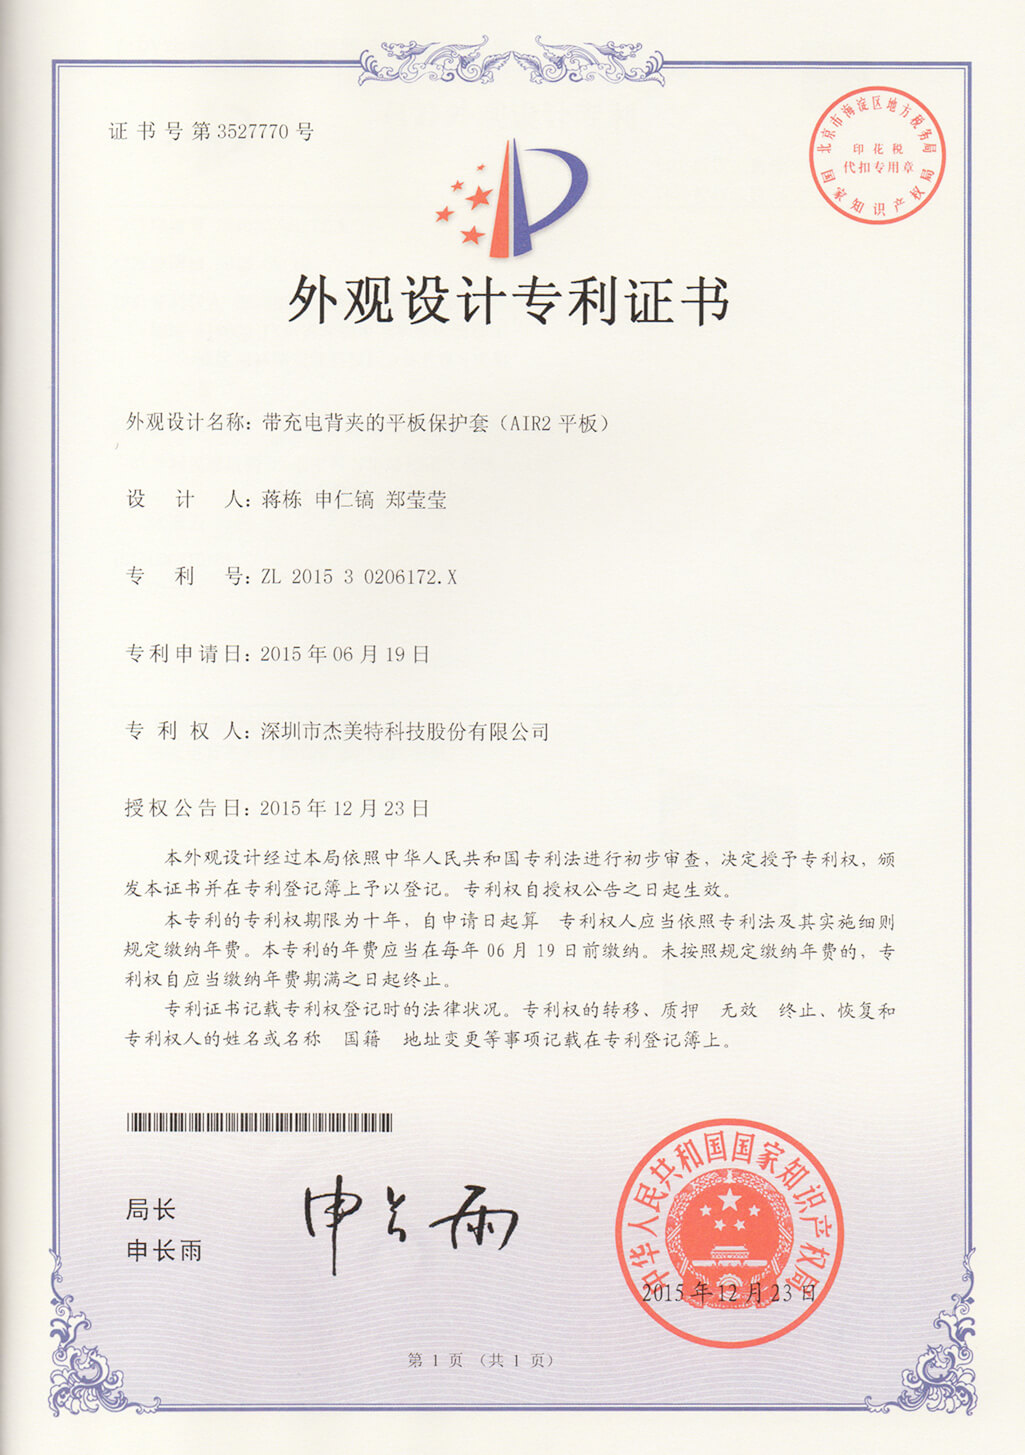 证书号第3527770号
北京市海淀区地方税务局
印花税
代扣专用章
国家知识产权局
外观设计专利证书
外观设计名称：带充电背夹的平板保护套（AIR2平板）
设计人：蒋栋 申仁镐 郑莹莹
专利号：ZL 2015 3 0206172.X
专利申请日：2015年06月19日
专利权人：深圳市杰美特科技股份有限公司
授权公告日：2015年12月23日
本外观设计经过本局依照中华人民共和国专利法进行初步审查，决定授予专利权，颁
发本证书并在专利登记簿上予以登记。专利权自授权公告之日起生效。
本专利的专利权期限为十年，自申请日起算 专利权人应当依照专利法及其实施细则
规定缴纳年费。本专利的年费应当在每年06月19日前缴纳。未按照规定缴纳年费的，专
利权自应当缴纳年费期满之日起终止。
专利证书记载专利权登记时的法律状况。专利权的转移、质押 无效 终止、恢复和
专利权人的姓名或名称 国籍 地址变更等事项记载在专利登记簿上。
局长
申长雨
申长雨
中华人民共和国国家知识产权局
2015年12月23日
第1页（共1页）